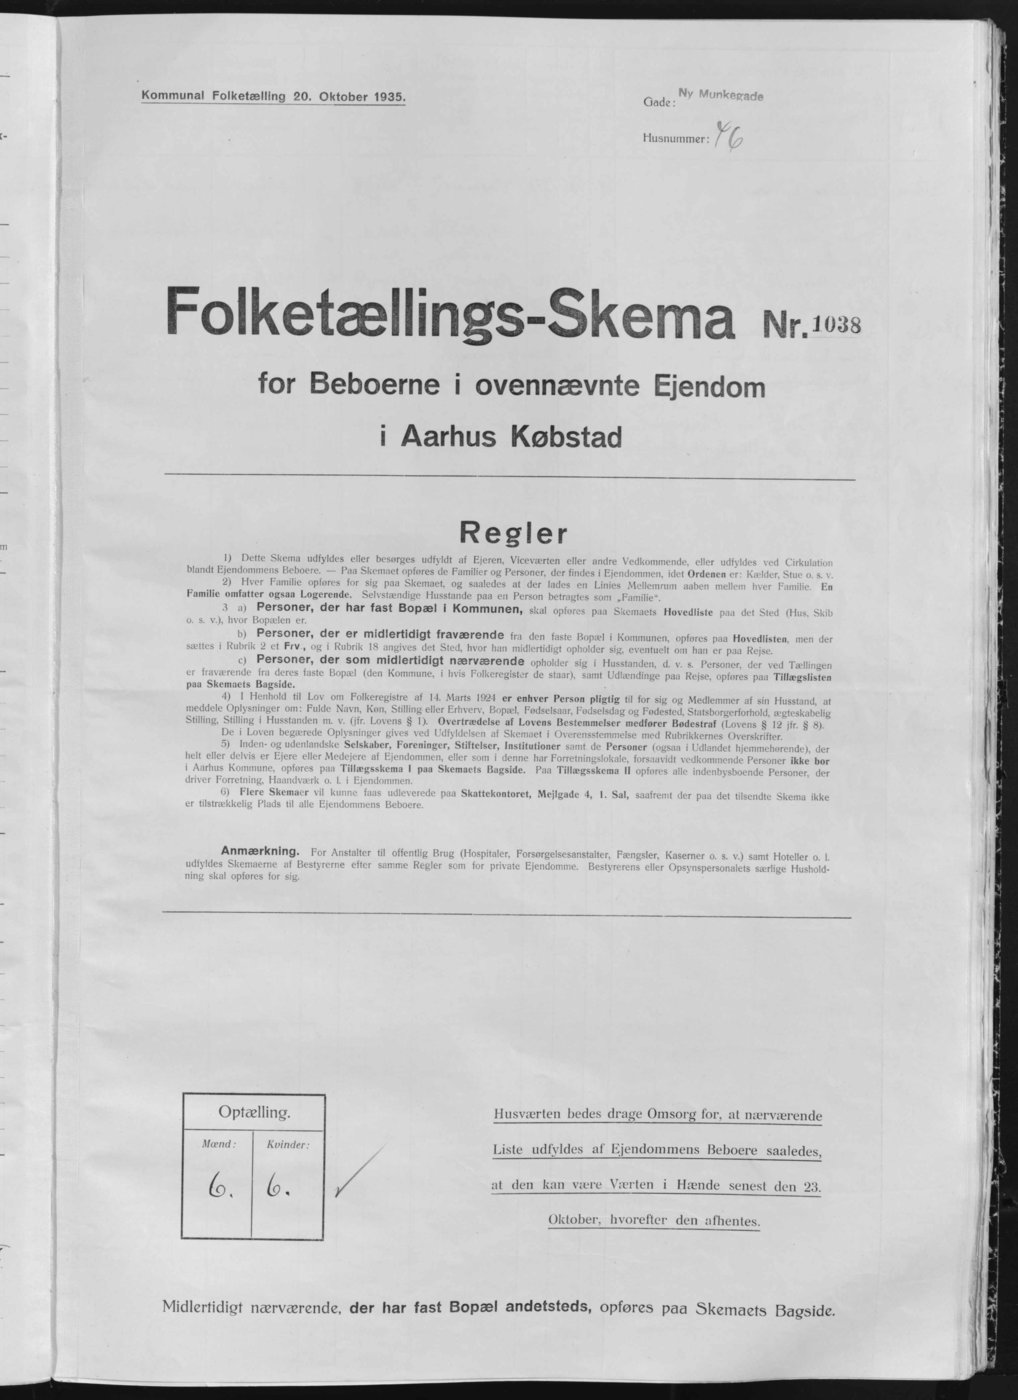 Kommunal Folketælling 20. Oktober 1935.
Gade: Ny Munkegade
Husnummer: 46
Folketællings-Skema Nr. 1038
for Beboerne i ovennævnte Ejendom
i Aarhus Købstad
Regler
1) Dette Skema udfyldes eller besørges udfyldt af Ejeren, Viceværten eller andre Vedkommende, eller udfyldes ved Cirkulation
blandt Ejendommens Beboere. — Paa Skemaet opføres de Familier og Personer, der findes i Ejendommen, idet Ordenen er: Kælder, Stue o. s. v.
2) Hver Familie opføres for sig paa Skemaet, og saaledes at der lades en Linies Mellemrum aaben mellem hver Familie. En
Familie omfatter ogsaa Logerende. Selvstændige Husstande paa en Person betragtes som „Familie“.
3 a) Personer, der har fast Bopæl i Kommunen, skal opføres paa Skemaets Hovedliste paa det Sted (Hus, Skib
o. s. v.), hvor Bopælen er.
b) Personer, der er midlertidigt fraværende fra den faste Bopæl i Kommunen, opføres paa Hovedlisten, men der
sættes i Rubrik 2 et Frv., og i Rubrik 18 angives det Sted, hvor han midlertidigt opholder sig, eventuelt om han er paa Rejse.
c) Personer, der som midlertidigt nærværende opholder sig i Husstanden, d. v. s. Personer, der ved Tællingen
er fraværende fra deres faste Bopæl (den Kommune, i hvis Folkeregister de staar), samt Udlændinge paa Rejse, opføres paa Tillægslisten
paa Skemaets Bagside.
4) I Henhold til Lov om Folkeregistre af 14. Marts 1924 er enhver Person pligtig til for sig og Medlemmer af sin Husstand, at
meddele Oplysninger om: Fulde Navn, Køn, Stilling eller Erhverv, Bopæl, Fødselsaar, Fødselsdag og Fødested, Statsborgerforhold, ægteskabelig
Stilling, Stilling i Husstanden m. v. (jfr. Lovens § 1). Overtrædelse af Lovens Bestemmelser medfører Bødestraf (Lovens § 12 jfr. § 8).
De i Loven begærede Oplysninger gives ved Udfyldelsen af Skemaet i Overensstemmelse med Rubrikkernes Overskrifter.
5) Inden- og udenlandske Selskaber, Foreninger, Stiftelser, Institutioner samt de Personer (ogsaa i Udlandet hjemmehørende), der
helt eller delvis er Ejere eller Medejere af Ejendommen, eller som i denne har Forretningslokale, forsaavidt vedkommende Personer ikke bor
i Aarhus Kommune, opføres paa Tillægsskema I paa Skemaets Bagside. Paa Tillægsskema II opføres alle indenbysboende Personer, der
driver Forretning, Haandværk o. l. i Ejendommen.
6) Flere Skemaer vil kunne faas udleverede paa Skattekontoret, Mejlgade 4, 1. Sal, saafremt der paa det tilsendte Skema ikke
er tilstrækkelig Plads til alle Ejendommens Beboere.
Anmærkning. For Anstalter til offentlig Brug (Hospitaler, Forsørgelsesanstalter, Fængsler, Kaserner o. s. v.) samt Hoteller o. l.
udfyldes Skemaerne af Bestyrerne efter samme Regler som for private Ejendomme. Bestyrerens eller Opsynspersonalets særlige Hushold-
ning skal opføres for sig.
Optælling.
Mænd: Kvinder:
6. 6.
Husværten bedes drage Omsorg for, at nærværende
Liste udfyldes af Ejendommens Beboere saaledes,
at den kan være Værten i Hænde senest den 23.
Oktober, hvorefter den afhentes.
Midlertidigt nærværende, der har fast Bopæl andetsteds, opføres paa Skemaets Bagside.